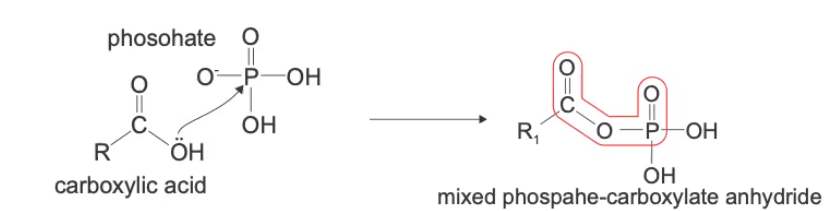 phosohate
O
O⁻—P—OH
OH
O
C
R
ÖH
carboxylic acid
O
C
R₁
O—P—OH
O
OH
mixed phospahe-carboxylate anhydride